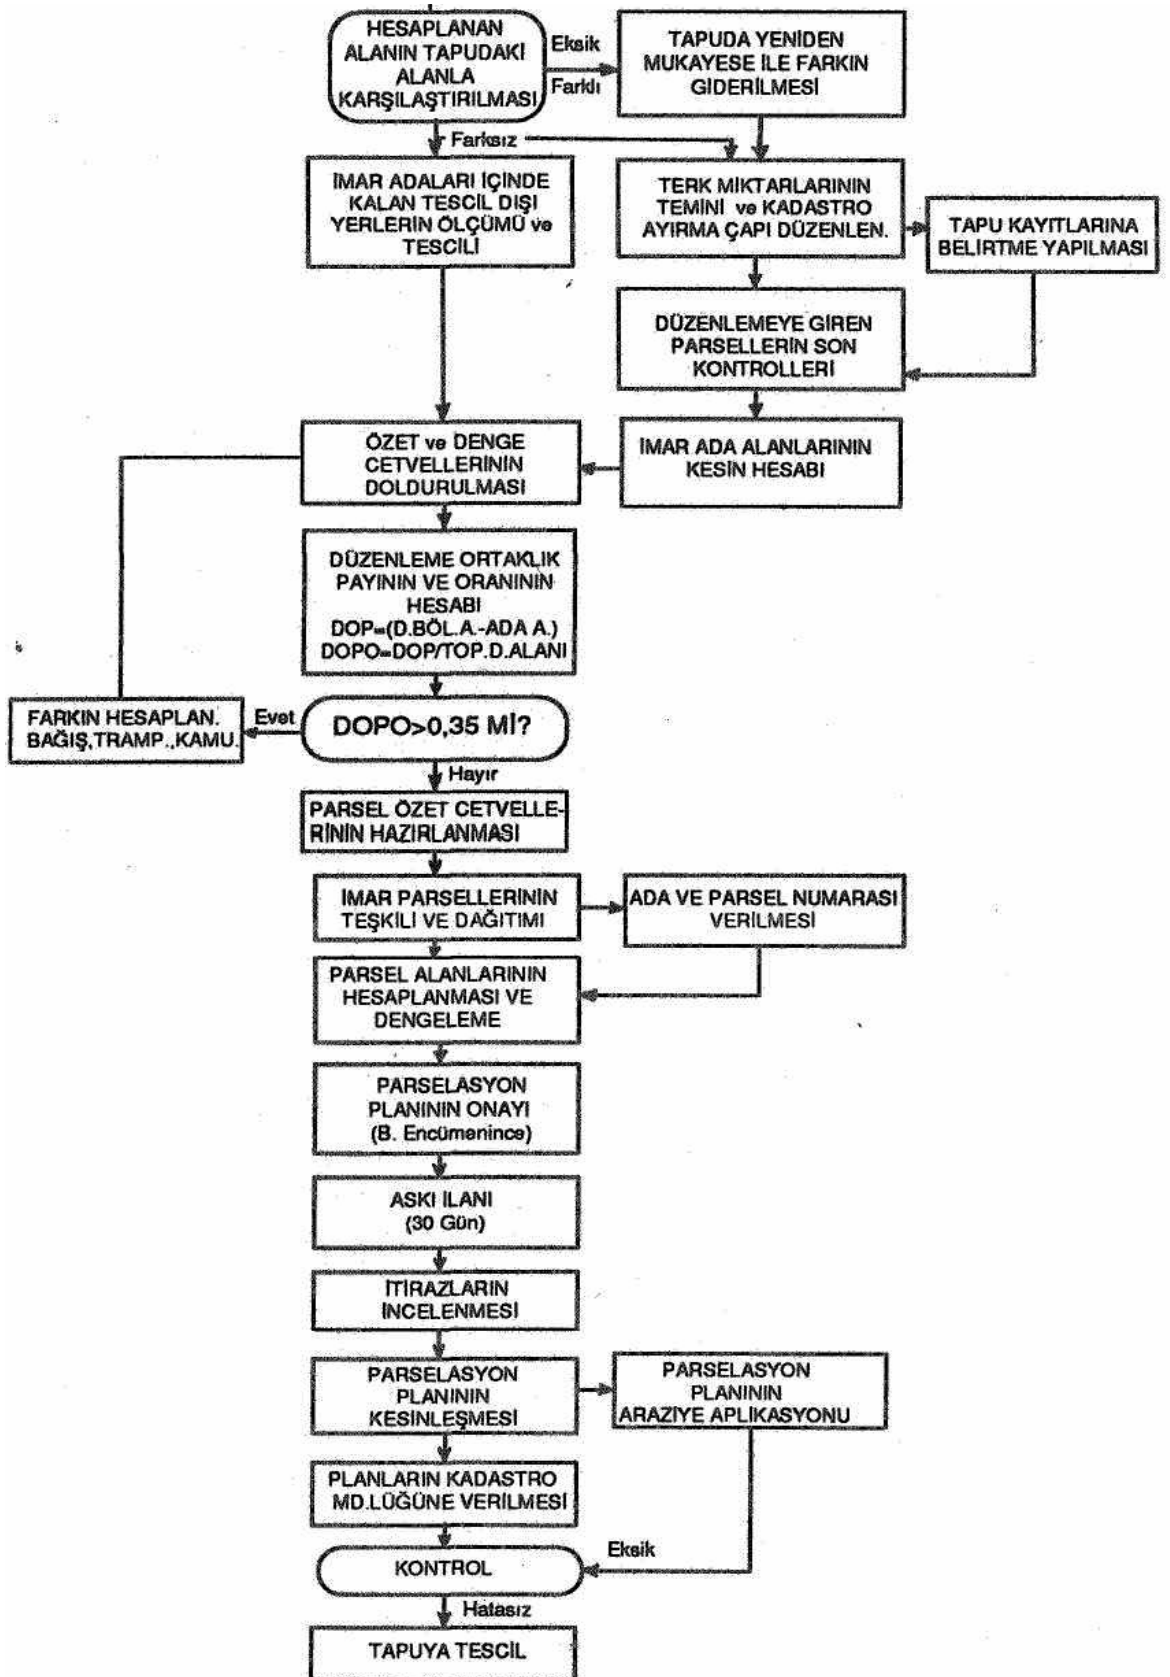 HESAPLANAN
ALANIN TAPUDAKİ
ALANLA
KARŞILAŞTIRILMASI
Eksik
Farklı
TAPUDA YENİDEN
MUKAYESE İLE FARKIN
GİDERİLMESİ
Farksız
İMAR ADALARI İÇİNDE
KALAN TESCİL DIŞI
YERLERİN ÖLÇÜMÜ ve
TESCİLİ
TERK MİKTARLARININ
TEMİNİ ve KADASTRO
AYIRMA ÇAPI DÜZENLEN.
TAPU KAYITLARINA
BELİRTME YAPILMASI
DÜZENLEMEYE GİREN
PARSELLERİN SON
KONTROLLERİ
ÖZET ve DENGE
CETVELLERİNİN
DOLDURULMASI
İMAR ADA ALANLARININ
KESİN HESABI
DÜZENLEME ORTAKLIK
PAYININ VE ORANININ
HESABI
DOP=(D.BÖL.A.-ADA A.)
DOPO=DOP/TOP.D.ALANI
FARKIN HESAPLAN.
BAĞIŞ,TRAMP.,KAMU.
Evet
DOPO>0,35 Mİ?
Hayır
PARSEL ÖZET CETVELLE-
RİNİN HAZIRLANMASI
İMAR PARSELLERİNİN
TEŞKİLİ VE DAĞITIMI
ADA VE PARSEL NUMARASI
VERİLMESİ
PARSEL ALANLARININ
HESAPLANMASI VE
DENGELEME
PARSELASYON
PLANININ ONAYI
(B. Encümenince)
ASKI İLANI
(30 Gün)
İTİRAZLARIN
İNCELENMESİ
PARSELASYON
PLANININ
KESİNLEŞMESİ
PARSELASYON
PLANININ
ARAZİYE APLİKASYONU
PLANLARIN KADASTRO
MD.LÜĞÜNE VERİLMESİ
KONTROL
Eksik
Hatasız
TAPUYA TESCİL